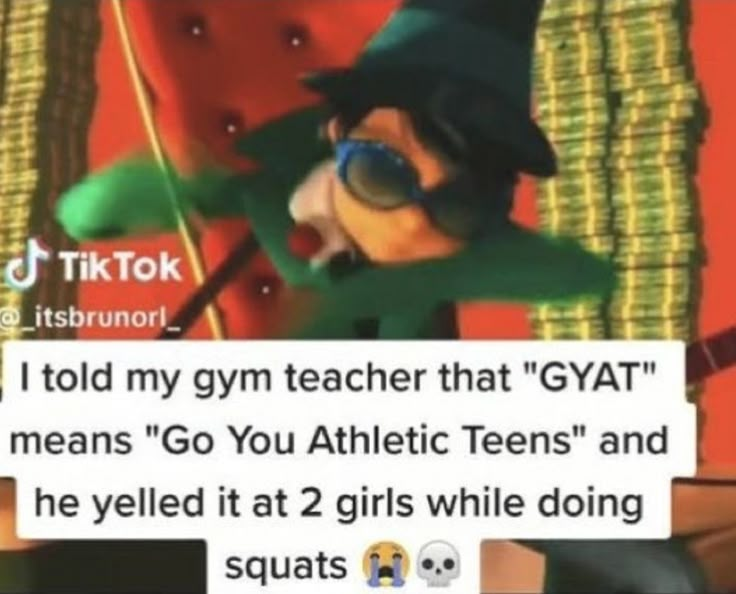 TikTok
@_itsbrunorl_
I told my gym teacher that "GYAT"
means "Go You Athletic Teens" and
he yelled it at 2 girls while doing
squats 😭💀